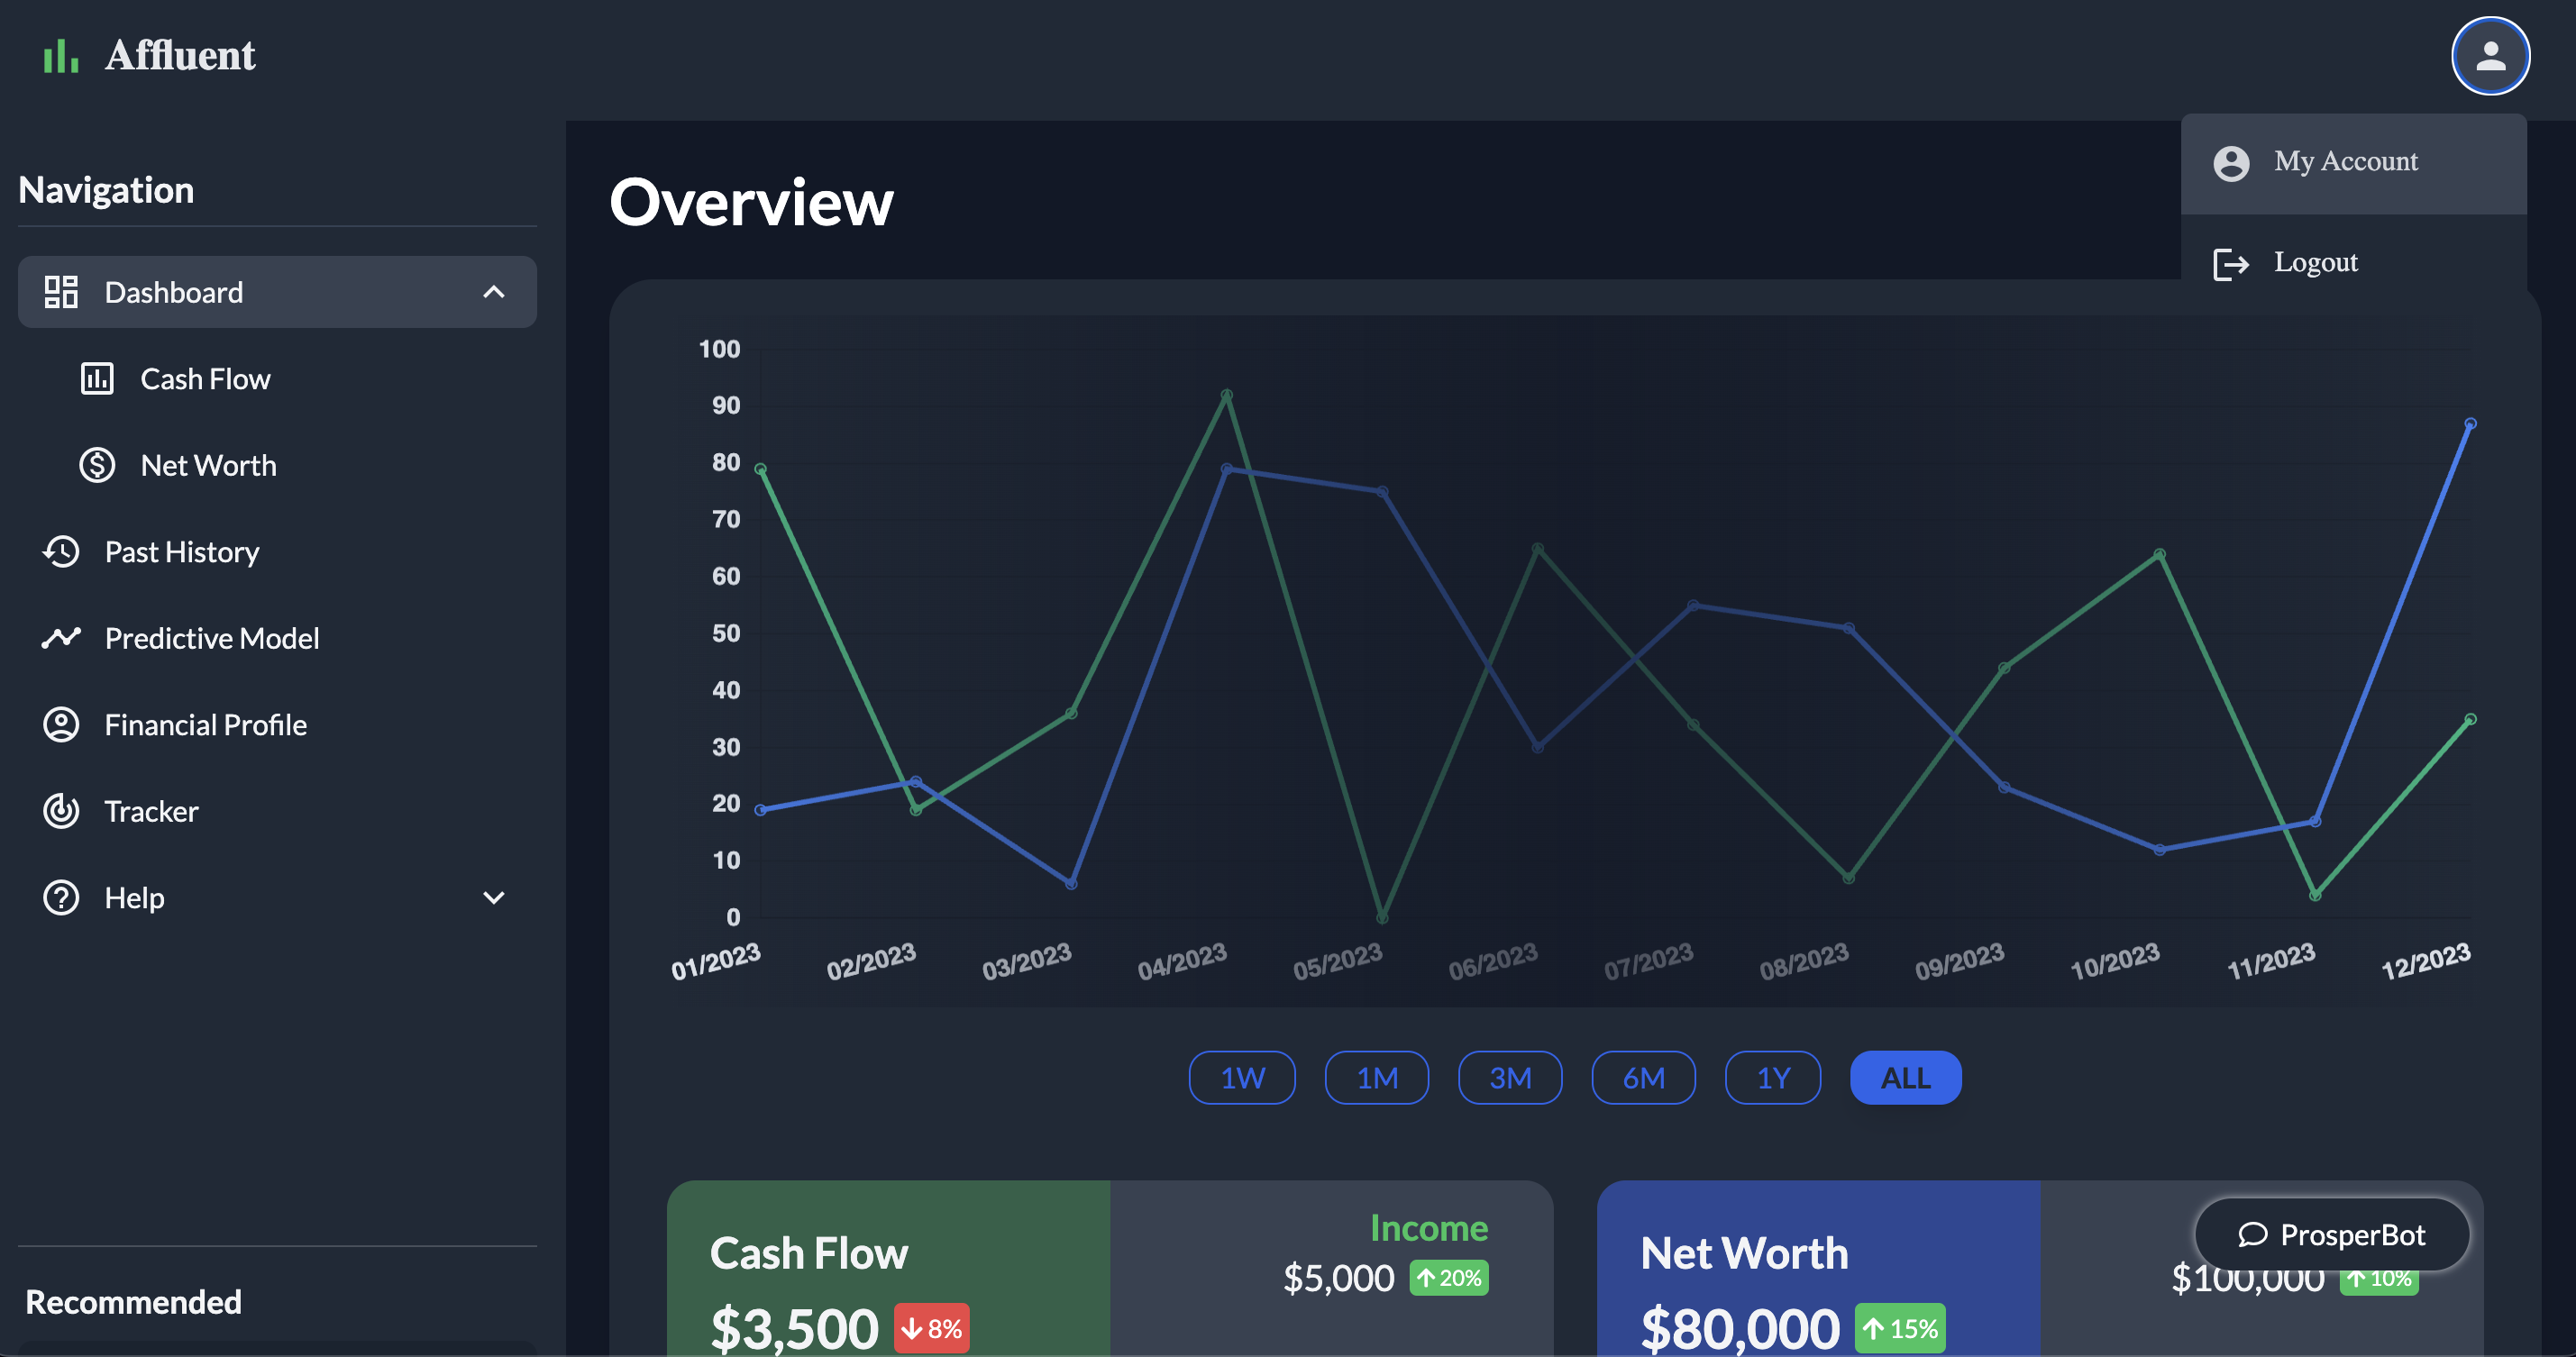 Affluent
My Account
Logout
Navigation
Dashboard
Cash Flow
Net Worth
Past History
Predictive Model
Financial Profile
Tracker
Help
Recommended
Overview
100
90
80
70
60
50
40
30
20
10
0
01/2023 02/2023 03/2023 04/2023 05/2023 06/2023 07/2023 08/2023 09/2023 10/2023 11/2023 12/2023
1W 1M 3M 6M 1Y ALL
Cash Flow
$3,500 8%
Income
$5,000 20%
Net Worth
$80,000 15%
ProsperBot
$100,000 10%